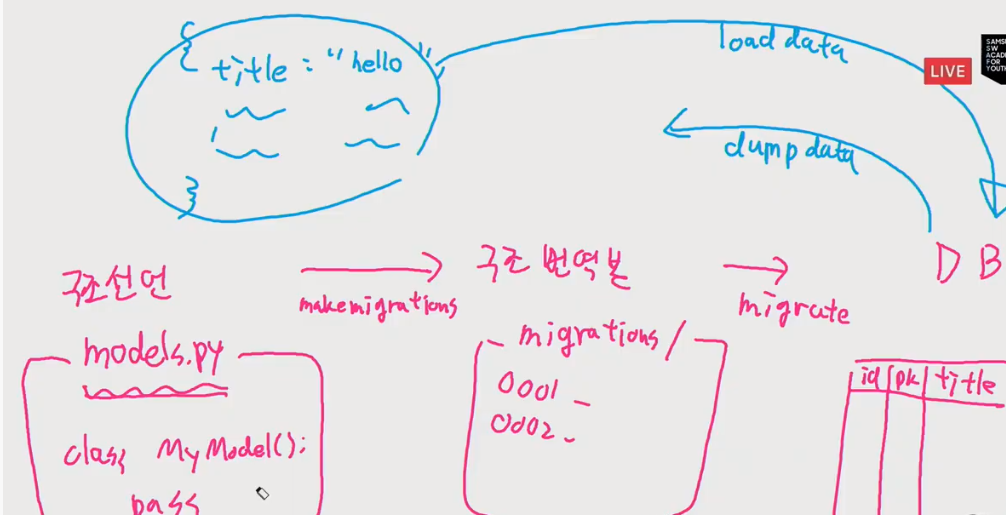 {
title : "hello",
}
load data
dump data
LIVE
SAMS
SW
ACAD
FOR
YOUT
구조선언
makemigrations
구조 번역본
migrate
DB
models.py
class MyModel():
pass
migrations/
0001_
0002_
id pk title